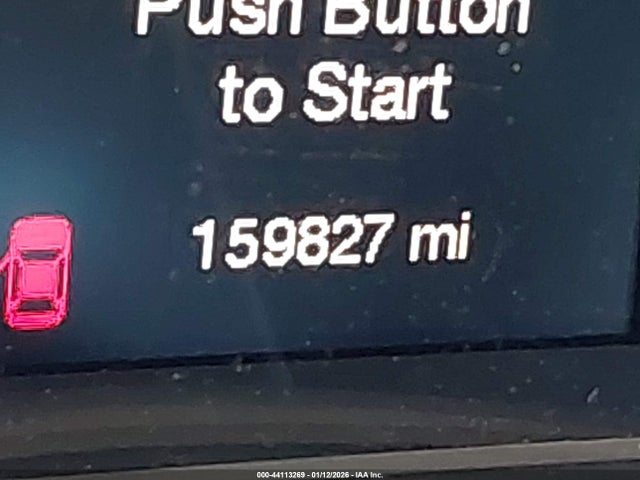 Push Button
to Start
159827 mi
000-44113269 - 01/12/2026 - IAA Inc.